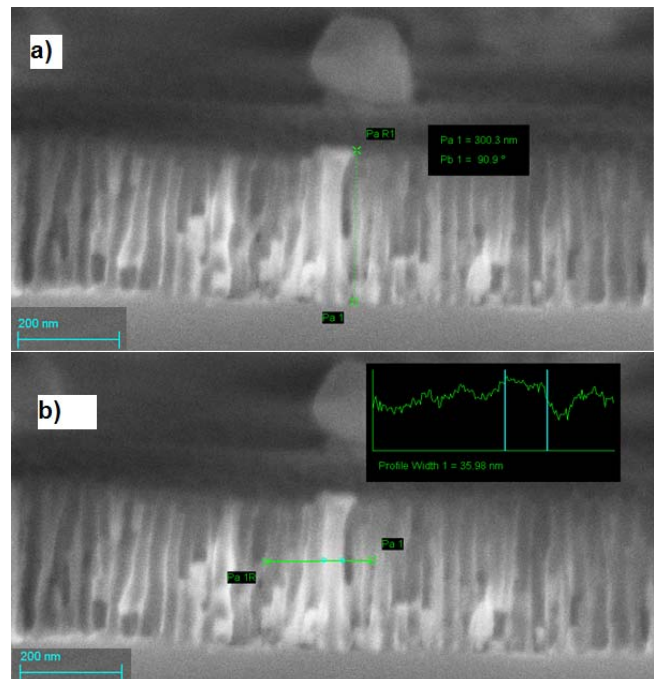 a)
Pa R1
Pa 1 = 300.3 nm
Pb 1 = 90.9 °
Pa 1
200 nm
b)
Profile Width 1 = 35.98 nm
Pa 1
Pa 1R
200 nm